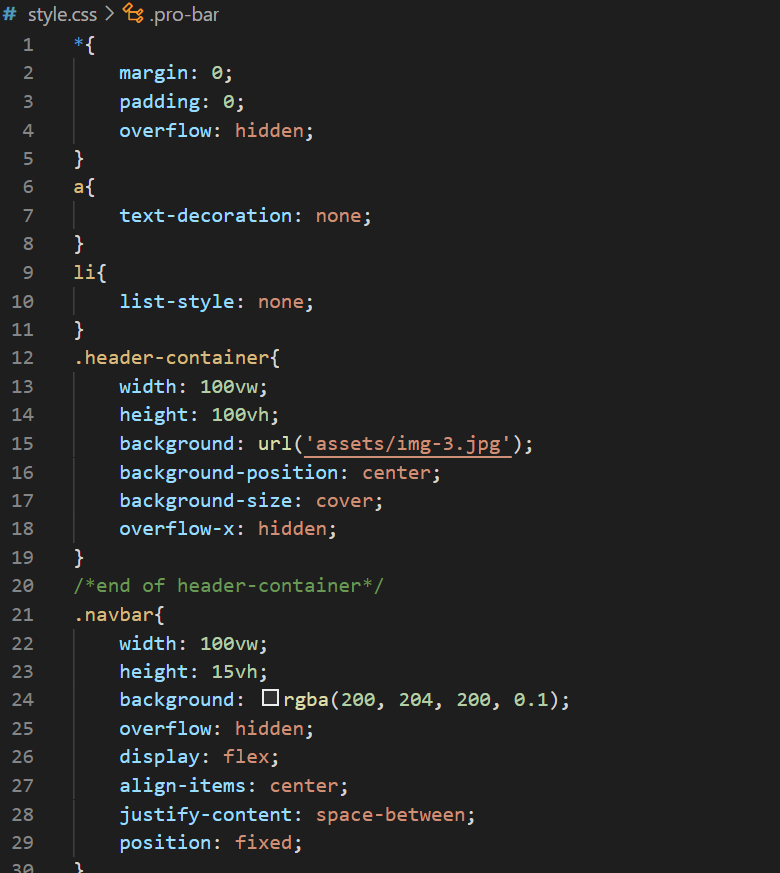 # style.css > .pro-bar
1 *{
2 margin: 0;
3 padding: 0;
4 overflow: hidden;
5 }
6 a{
7 text-decoration: none;
8 }
9 li{
10 list-style: none;
11 }
12 .header-container{
13 width: 100vw;
14 height: 100vh;
15 background: url('assets/img-3.jpg');
16 background-position: center;
17 background-size: cover;
18 overflow-x: hidden;
19 }
20 /*end of header-container*/
21 .navbar{
22 width: 100vw;
23 height: 15vh;
24 background: rgba(200, 204, 200, 0.1);
25 overflow: hidden;
26 display: flex;
27 align-items: center;
28 justify-content: space-between;
29 position: fixed;
30 }